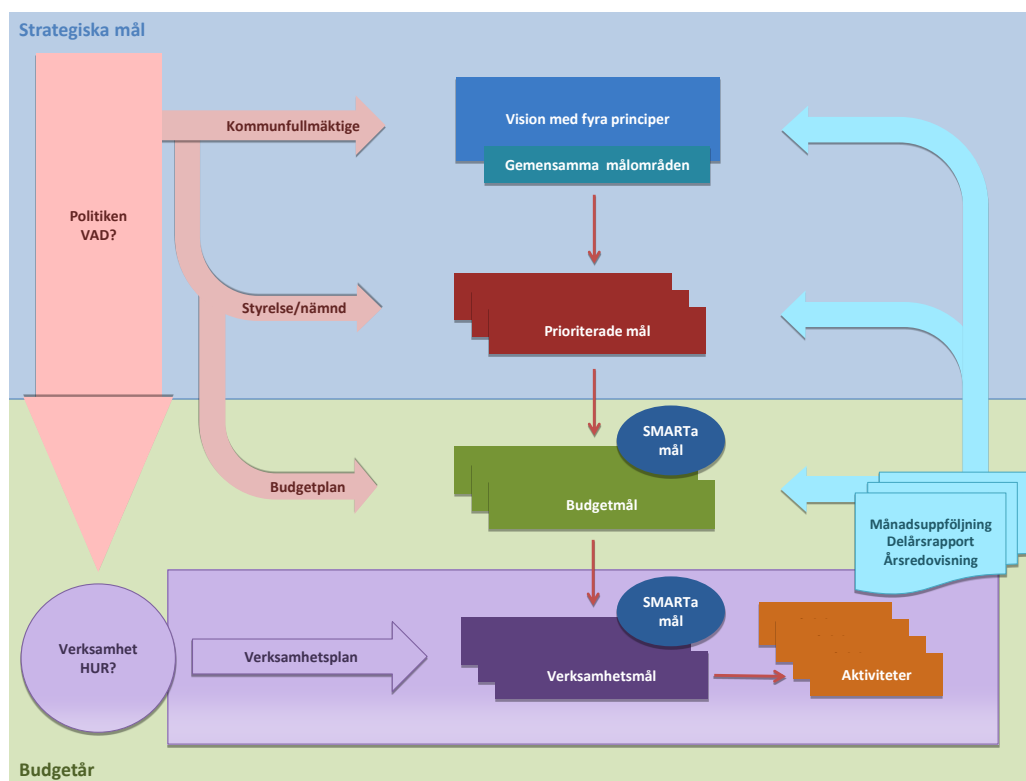 Strategiska mål
Kommunfullmäktige
Vision med fyra principer
Gemensamma målområden
Politiken
VAD?
Styrelse/nämnd
Prioriterade mål
SMARTa
mål
Budgetplan
Budgetmål
Månadsuppföljning
Delårsrapport
Årsredovisning
SMARTa
mål
Verksamhet
HUR?
Verksamhetsplan
Verksamhetsmål
Aktiviteter
Budgetår